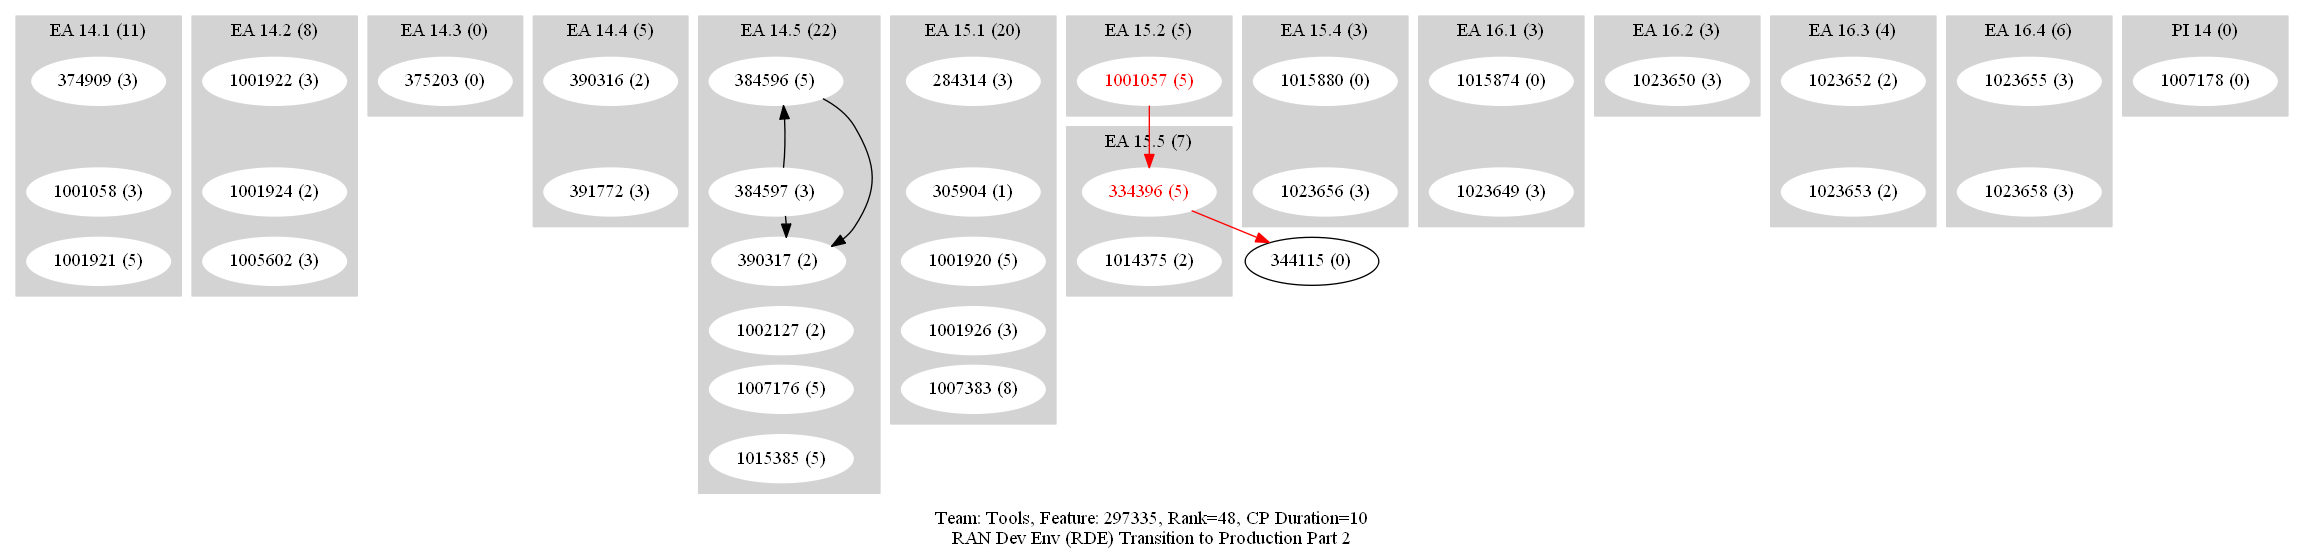 EA 14.1 (11)
374909 (3)
1001058 (3)
1001921 (5)
EA 14.2 (8)
1001922 (3)
1001924 (2)
1005602 (3)
EA 14.3 (0)
375203 (0)
EA 14.4 (5)
390316 (2)
391772 (3)
EA 14.5 (22)
384596 (5)
384597 (3)
390317 (2)
1002127 (2)
1007176 (5)
1015385 (5)
EA 15.1 (20)
284314 (3)
305904 (1)
1001920 (5)
1001926 (3)
1007383 (8)
EA 15.2 (5)
1001057 (5)
EA 15.5 (7)
334396 (5)
1014375 (2)
EA 15.4 (3)
1015880 (0)
1023656 (3)
344115 (0)
EA 16.1 (3)
1015874 (0)
1023649 (3)
EA 16.2 (3)
1023650 (3)
EA 16.3 (4)
1023652 (2)
1023653 (2)
EA 16.4 (6)
1023655 (3)
1023658 (3)
PI 14 (0)
1007178 (0)
Team: Tools, Feature: 297335, Rank=48, CP Duration=10
RAN Dev Env (RDE) Transition to Production Part 2